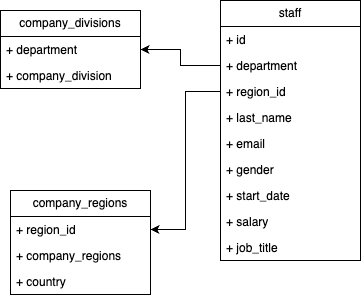 company_divisions
+ department
+ company_division
staff
+ id
+ department
+ region_id
+ last_name
+ email
+ gender
+ start_date
+ salary
+ job_title
company_regions
+ region_id
+ company_regions
+ country